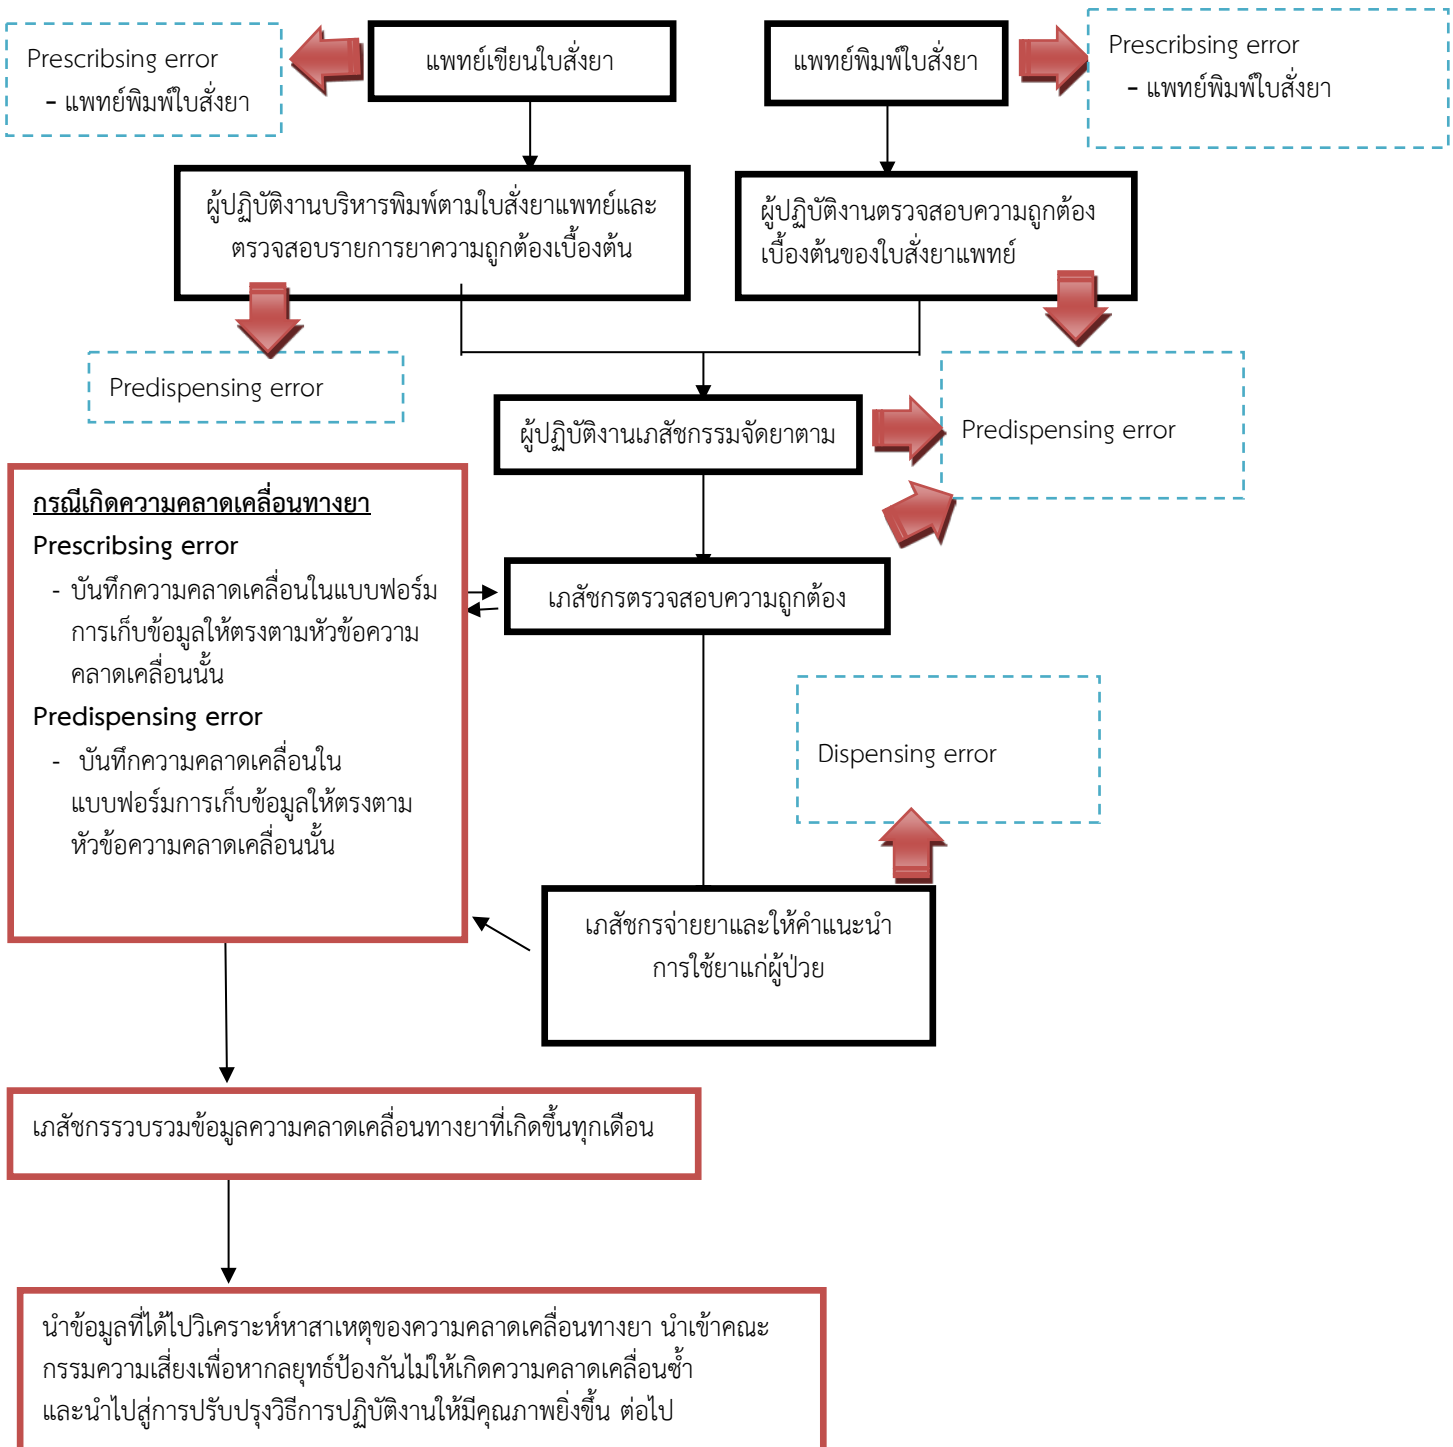 Prescribsing error
- แพทย์พิมพ์ใบสั่งยา
แพทย์เขียนใบสั่งยา
แพทย์พิมพ์ใบสั่งยา
Prescribsing error
- แพทย์พิมพ์ใบสั่งยา
ผู้ปฏิบัติงานบริหารพิมพ์ตามใบสั่งยาแพทย์และ
ตรวจสอบรายการยาความถูกต้องเบื้องต้น
ผู้ปฏิบัติงานตรวจสอบความถูกต้อง
เบื้องต้นของใบสั่งยาแพทย์
Predispensing error
ผู้ปฏิบัติงานเภสัชกรรมจัดยาตาม
Predispensing error
กรณีเกิดความคลาดเคลื่อนทางยา
Prescribsing error
- บันทึกความคลาดเคลื่อนในแบบฟอร์ม
การเก็บข้อมูลให้ตรงตามหัวข้อความ
คลาดเคลื่อนนั้น
Predispensing error
- บันทึกความคลาดเคลื่อนใน
แบบฟอร์มการเก็บข้อมูลให้ตรงตาม
หัวข้อความคลาดเคลื่อนนั้น
เภสัชกรตรวจสอบความถูกต้อง
Dispensing error
เภสัชกรจ่ายยาและให้คำแนะนำ
การใช้ยาแก่ผู้ป่วย
เภสัชกรรวบรวมข้อมูลความคลาดเคลื่อนทางยาที่เกิดขึ้นทุกเดือน
นำข้อมูลที่ได้ไปวิเคราะห์หาสาเหตุของความคลาดเคลื่อนทางยา นำเข้าคณะ
กรรมความเสี่ยงเพื่อหากลยุทธ์ป้องกันไม่ให้เกิดความคลาดเคลื่อนซ้ำ
และนำไปสู่การปรับปรุงวิธีการปฏิบัติงานให้มีคุณภาพยิ่งขึ้น ต่อไป